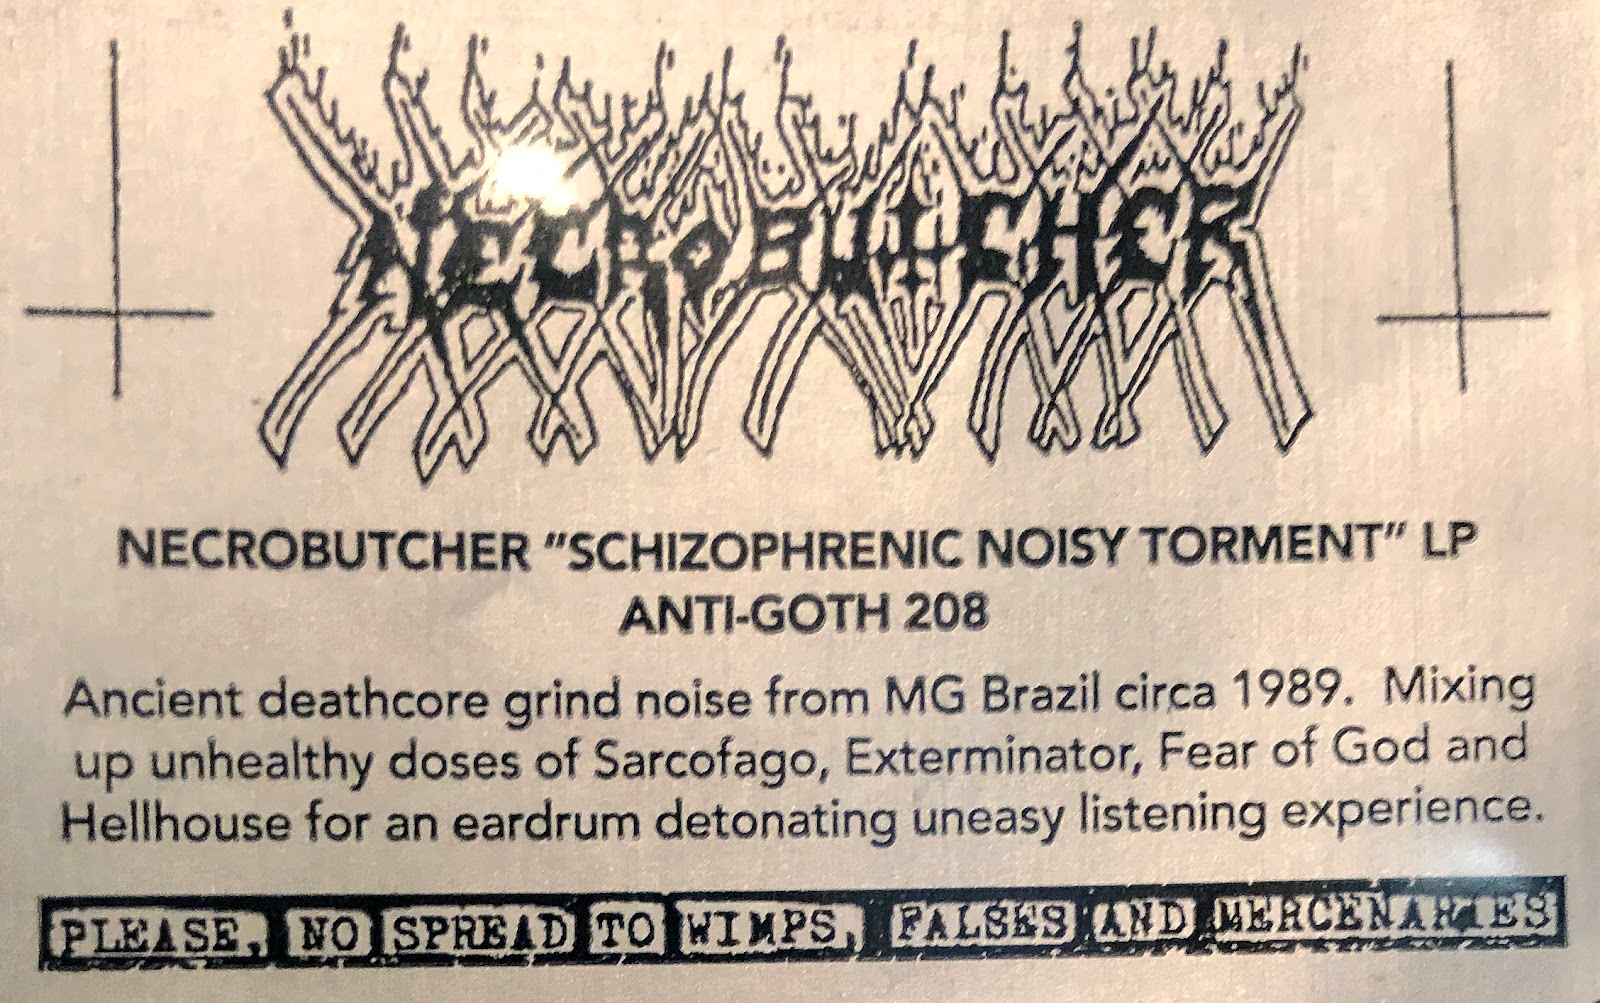 NECROBUTCHER
NECROBUTCHER "SCHIZOPHRENIC NOISY TORMENT" LP
ANTI-GOTH 208
Ancient deathcore grind noise from MG Brazil circa 1989. Mixing
up unhealthy doses of Sarcofago, Exterminator, Fear of God and
Hellhouse for an eardrum detonating uneasy listening experience.
PLEASE, NO SPREAD TO WIMPS, FALSES AND MERCENARIES